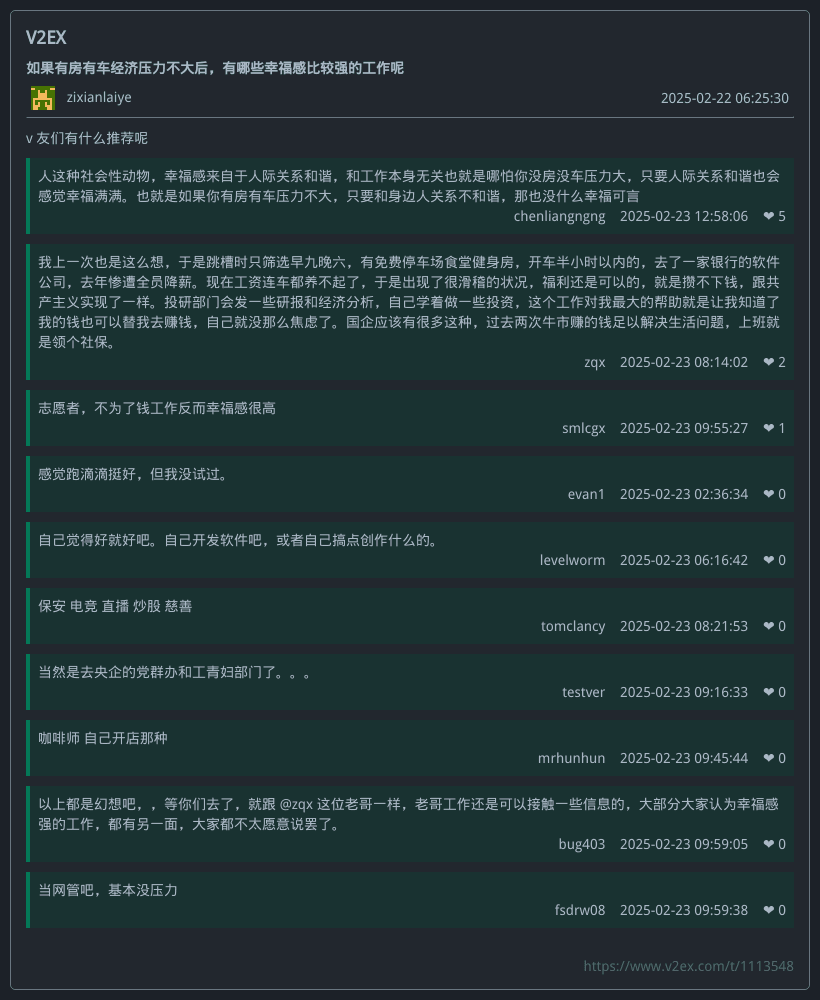 V2EX
如果有房有车经济压力不大后，有哪些幸福感比较强的工作呢
zixianlaiye
2025-02-22 06:25:30
v 友们有什么推荐呢
人这种社会性动物，幸福感来自于人际关系和谐，和工作本身无关也就是哪怕你没房没车压力大，只要人际关系和谐也会
感觉幸福满满。也就是如果你有房有车压力不大，只要和身边人关系不和谐，那也没什么幸福可言
chenliangngng 2025-02-23 12:58:06 ❤ 5
我上一次也是这么想，于是跳槽时只筛选早九晚六，有免费停车场食堂健身房，开车半小时以内的，去了一家银行的软件
公司，去年惨遭全员降薪。现在工资连车都养不起了，于是出现了很滑稽的状况，福利还是可以的，就是攒不下钱，跟共
产主义实现了一样。投研部门会发一些研报和经济分析，自己学着做一些投资，这个工作对我最大的帮助就是让我知道了
我的钱也可以替我去赚钱，自己就没那么焦虑了。国企应该有很多这种，过去两次牛市赚的钱足以解决生活问题，上班就
是领个社保。
zqx 2025-02-23 08:14:02 ❤ 2
志愿者，不为了钱工作反而幸福感很高
smlcgx 2025-02-23 09:55:27 ❤ 1
感觉跑滴滴挺好，但我没试过。
evan1 2025-02-23 02:36:34 ❤ 0
自己觉得好就好吧。自己开发软件吧，或者自己搞点创作什么的。
levelworm 2025-02-23 06:16:42 ❤ 0
保安 电竞 直播 炒股 慈善
tomclancy 2025-02-23 08:21:53 ❤ 0
当然是去央企的党群办和工青妇部门了。。。
testver 2025-02-23 09:16:33 ❤ 0
咖啡师 自己开店那种
mrhunhun 2025-02-23 09:45:44 ❤ 0
以上都是幻想吧，，等你们去了，就跟 @zqx 这位老哥一样，老哥工作还是可以接触一些信息的，大部分大家认为幸福感
强的工作，都有另一面，大家都不太愿意说罢了。
bug403 2025-02-23 09:59:05 ❤ 0
当网管吧，基本没压力
fsdrw08 2025-02-23 09:59:38 ❤ 0
https://www.v2ex.com/t/1113548